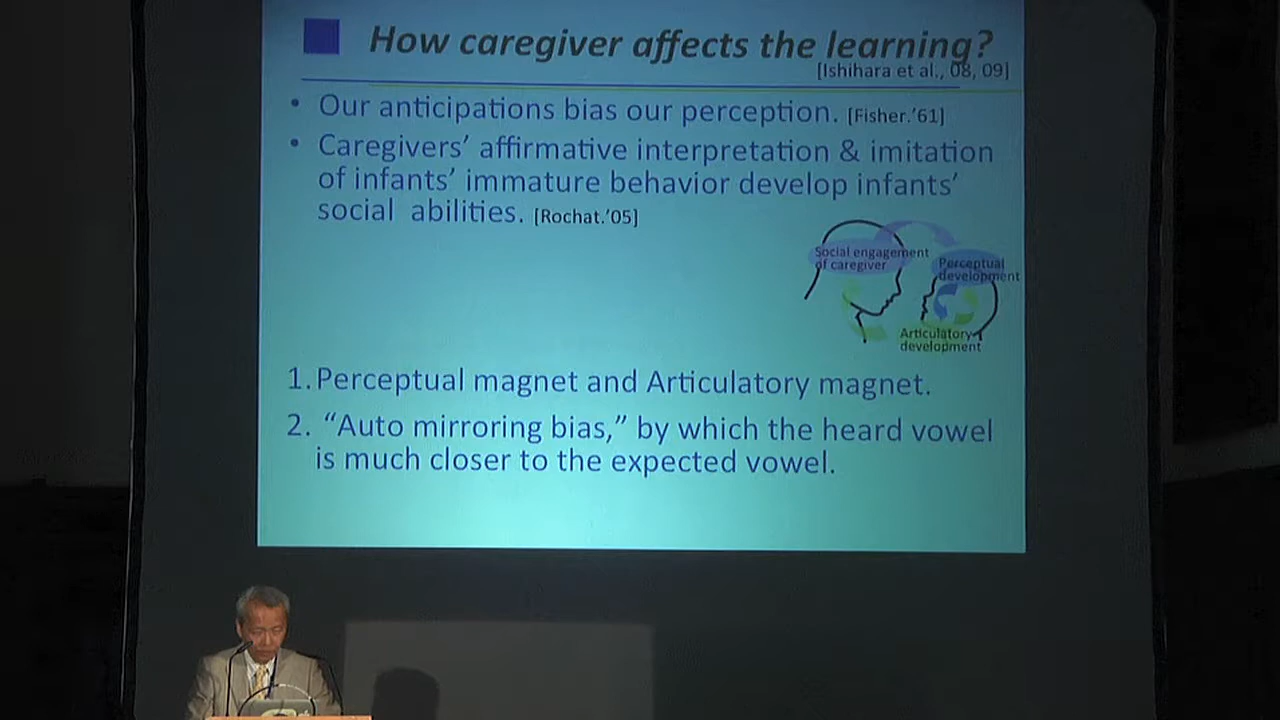 How caregiver affects the learning?
[Ishihara et al., 08, 09]
• Our anticipations bias our perception. [Fisher.'61]
• Caregivers' affirmative interpretation & imitation
of infants' immature behavior develop infants'
social abilities. [Rochat.'05]
Social engagement
of caregiver
Perceptual
development
Articulatory
development
1. Perceptual magnet and Articulatory magnet.
2. “Auto mirroring bias,” by which the heard vowel
is much closer to the expected vowel.